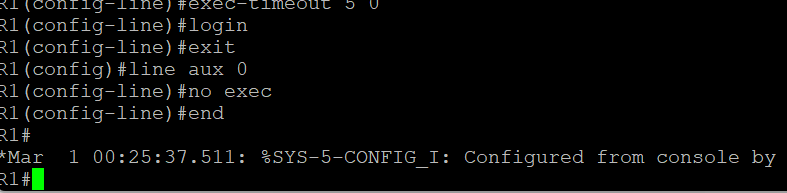 R1(config-line)#exec-timeout 5 0
R1(config-line)#login
R1(config-line)#exit
R1(config)#line aux 0
R1(config-line)#no exec
R1(config-line)#end
R1#
*Mar  1 00:25:37.511: %SYS-5-CONFIG_I: Configured from console by
R1#